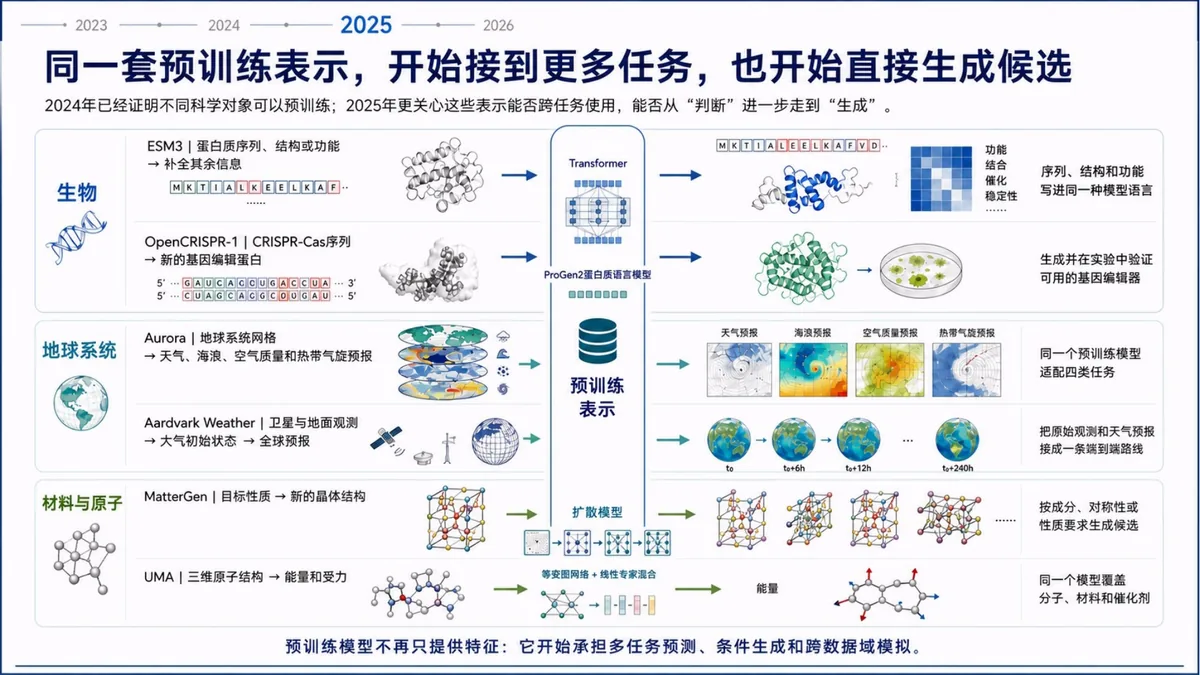 2023
2024
2025
2026
同一套预训练表示，开始接到更多任务，也开始直接生成候选
2024年已经证明不同科学对象可以预训练；2025年更关心这些表示能否跨任务使用，能否从“判断”进一步走到“生成”。
生物
ESM3 | 蛋白质序列、结构或功能
→ 补全其余信息
M K T I A L K E E L K A F ··
······
Transformer
M K T I A L E E L K A F V D ··
功能
结合
催化
稳定性
······
序列、结构和功能
写进同一种模型语言
OpenCRISPR-1 | CRISPR-Cas序列
→ 新的基因编辑蛋白
5' ··· G A U C A C C U G A C C U A ··· 3'
5' ··· C U A G C A C G C O U G A U ··· 5'
ProGen2蛋白质语言模型
生成并在实验中验证
可用的基因编辑器
地球系统
Aurora | 地球系统网格
→ 天气、海浪、空气质量和热带气旋预报
预训练
表示
天气预报
海浪预报
空气质量预报
热带气旋预报
同一个预训练模型
适配四类任务
Aardvark Weather | 卫星与地面观测
→ 大气初始状态 → 全球预报
t₀
t₀+6h
t₀+12h
···
t₀+240h
把原始观测和天气预报
接成一条端到端路线
材料与原子
MatterGen | 目标性质 → 新的晶体结构
扩散模型
······
按成分、对称性或
性质要求生成候选
UMA | 三维原子结构 → 能量和受力
等变图网络 + 线性专家混合
能量
同一个模型覆盖
分子、材料和催化剂
预训练模型不再只提供特征：它开始承担多任务预测、条件生成和跨数据域模拟。